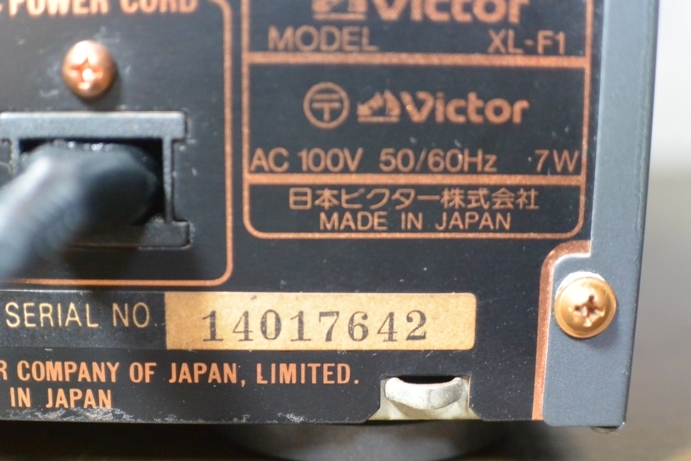 POWER CORD
Victor
MODEL XL-F1
〒 Victor
AC 100V 50/60Hz 7W
日本ビクター株式会社
MADE IN JAPAN
SERIAL NO. 14017642
R COMPANY OF JAPAN, LIMITED.
IN JAPAN